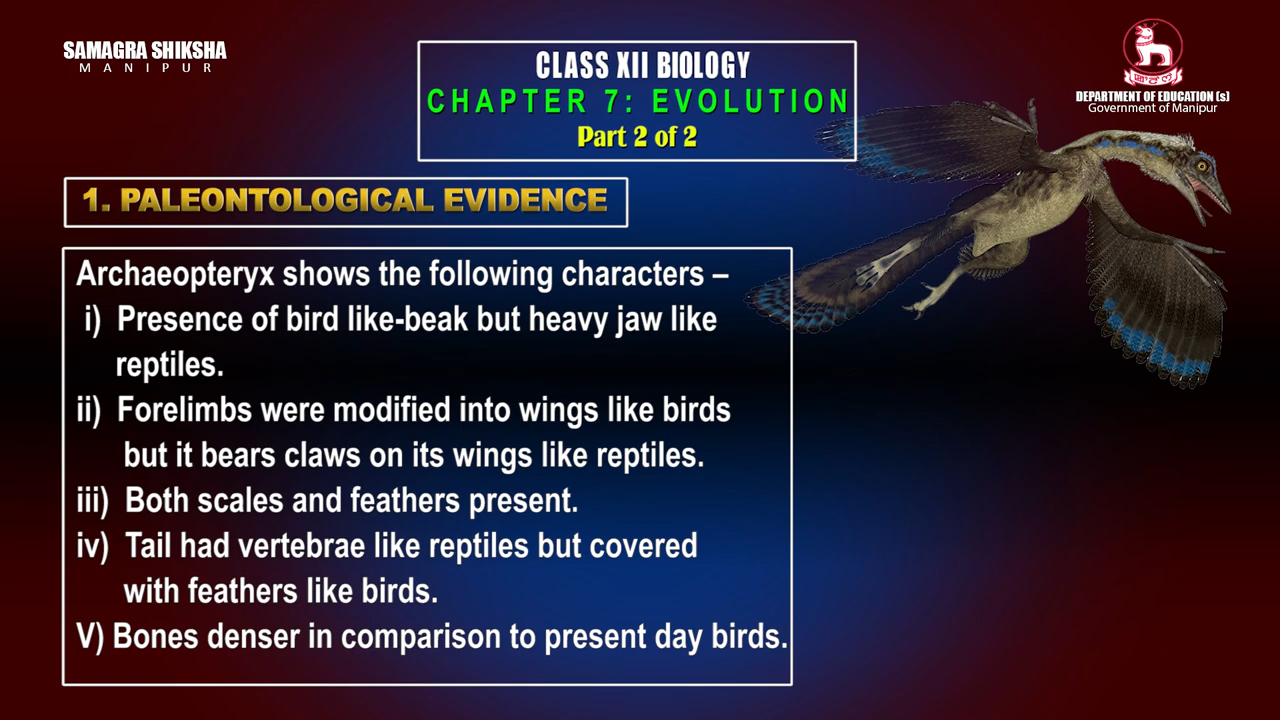 SAMAGRA SHIKSHA
MANIPUR
CLASS XII BIOLOGY
CHAPTER 7: EVOLUTION
Part 2 of 2
DEPARTMENT OF EDUCATION (s)
Government of Manipur
1. PALEONTOLOGICAL EVIDENCE
Archaeopteryx shows the following characters –
i) Presence of bird like-beak but heavy jaw like
reptiles.
ii) Forelimbs were modified into wings like birds
but it bears claws on its wings like reptiles.
iii) Both scales and feathers present.
iv) Tail had vertebrae like reptiles but covered
with feathers like birds.
V) Bones denser in comparison to present day birds.